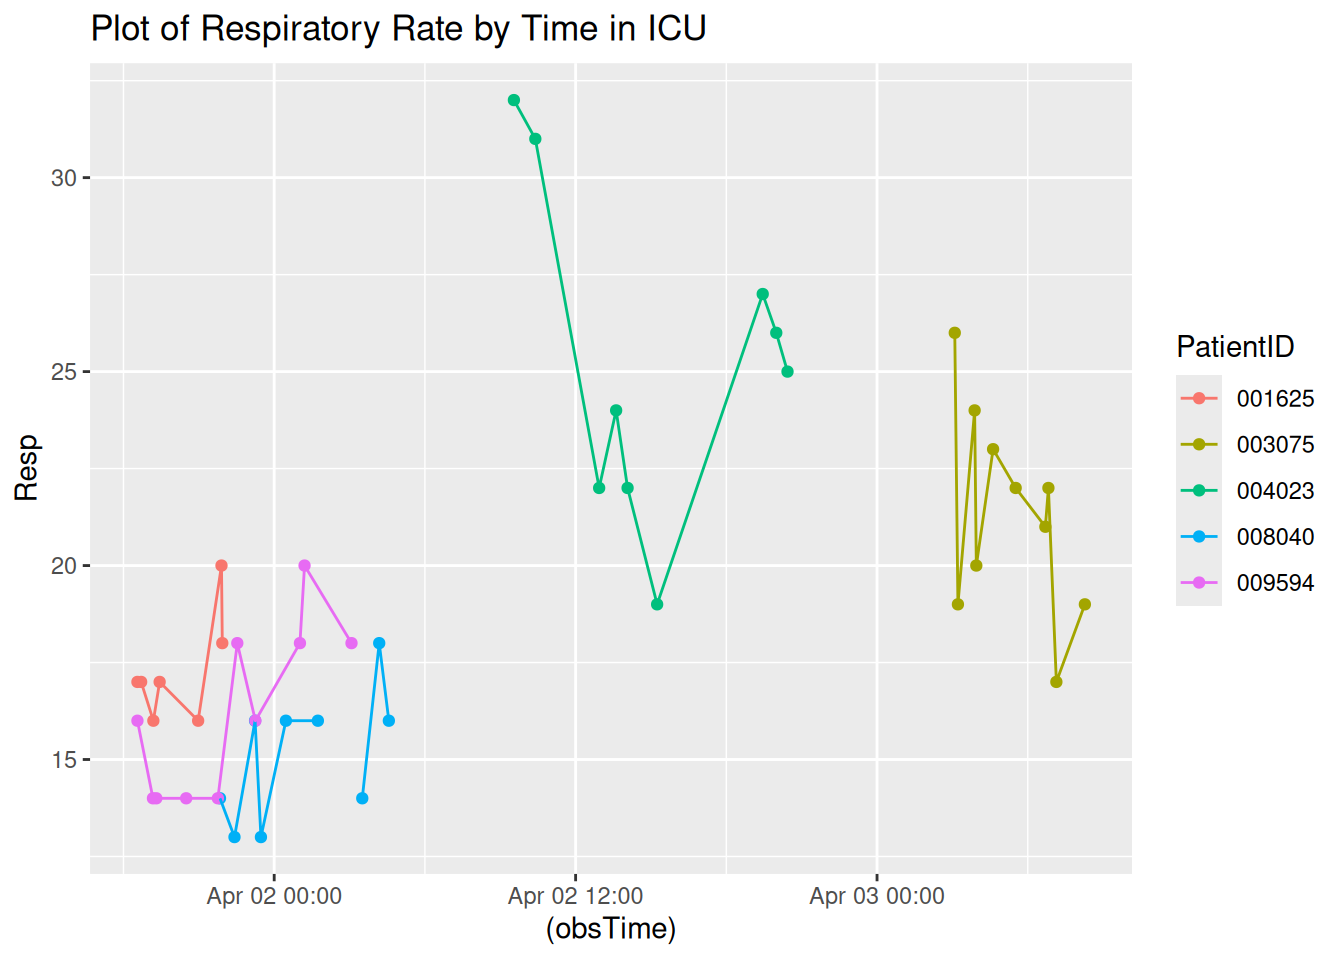 Plot of Respiratory Rate by Time in ICU
Resp
30
25
20
15
Apr 02 00:00
Apr 02 12:00
Apr 03 00:00
(obsTime)
PatientID
001625
003075
004023
008040
009594